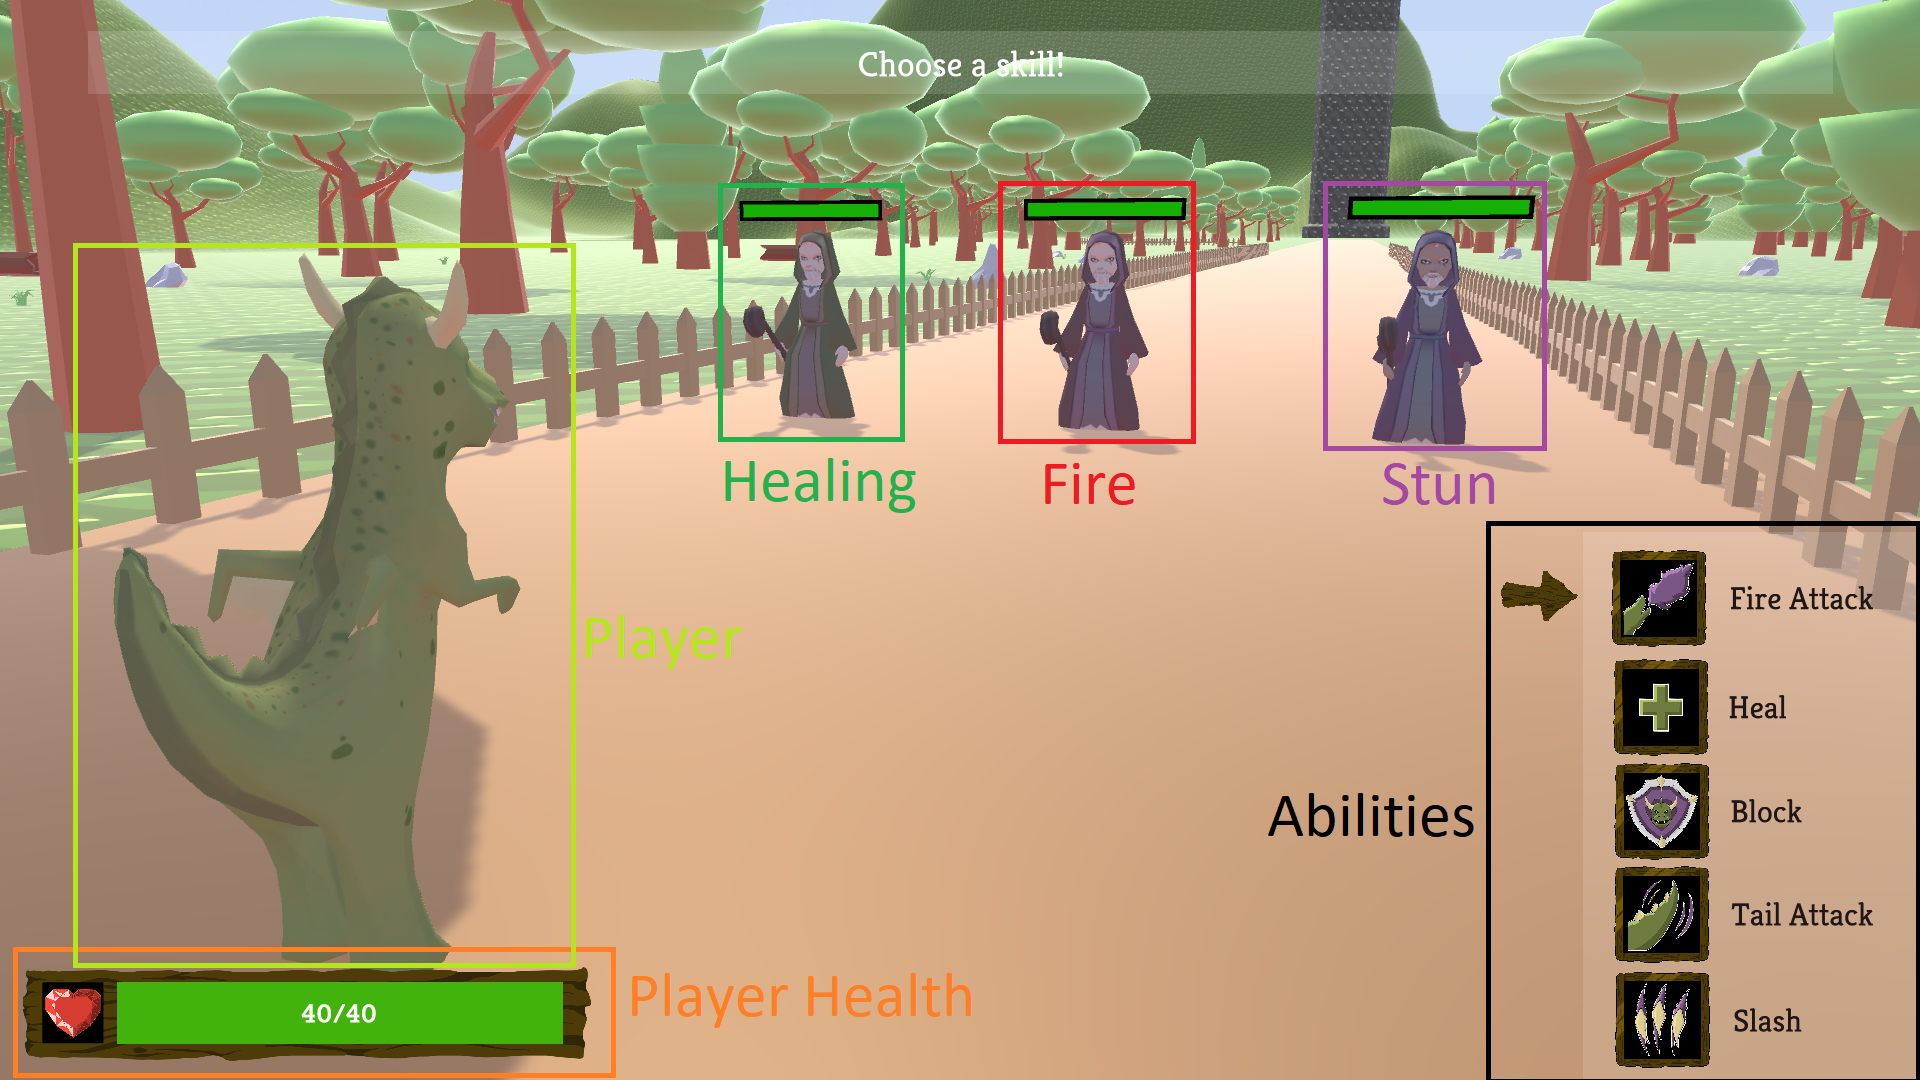 Choose a skill!
Healing
Fire
Stun
Player
Fire Attack
Heal
Abilities
Block
Tail Attack
Slash
Player Health
40/40